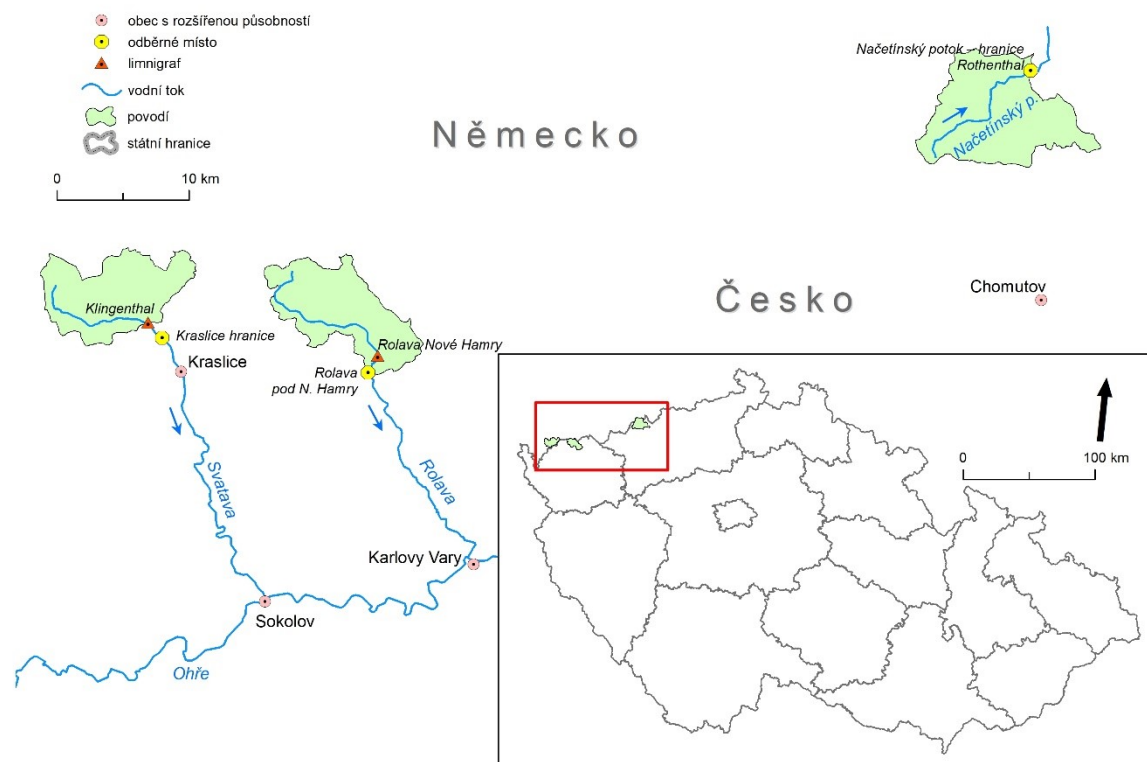 obec s rozšířenou působností
odběrné místo
limnigraf
vodní tok
povodí
státní hranice
0 10 km
Německo
Načetínský potok – hranice
Rothenthal
Načetínský p.
Klingenthal
Kraslice hranice
Kraslice
Rolava Nové Hamry
Rolava
pod N. Hamry
Česko
Chomutov
Svatava
Rolava
Karlovy Vary
Sokolov
Ohře
0 100 km